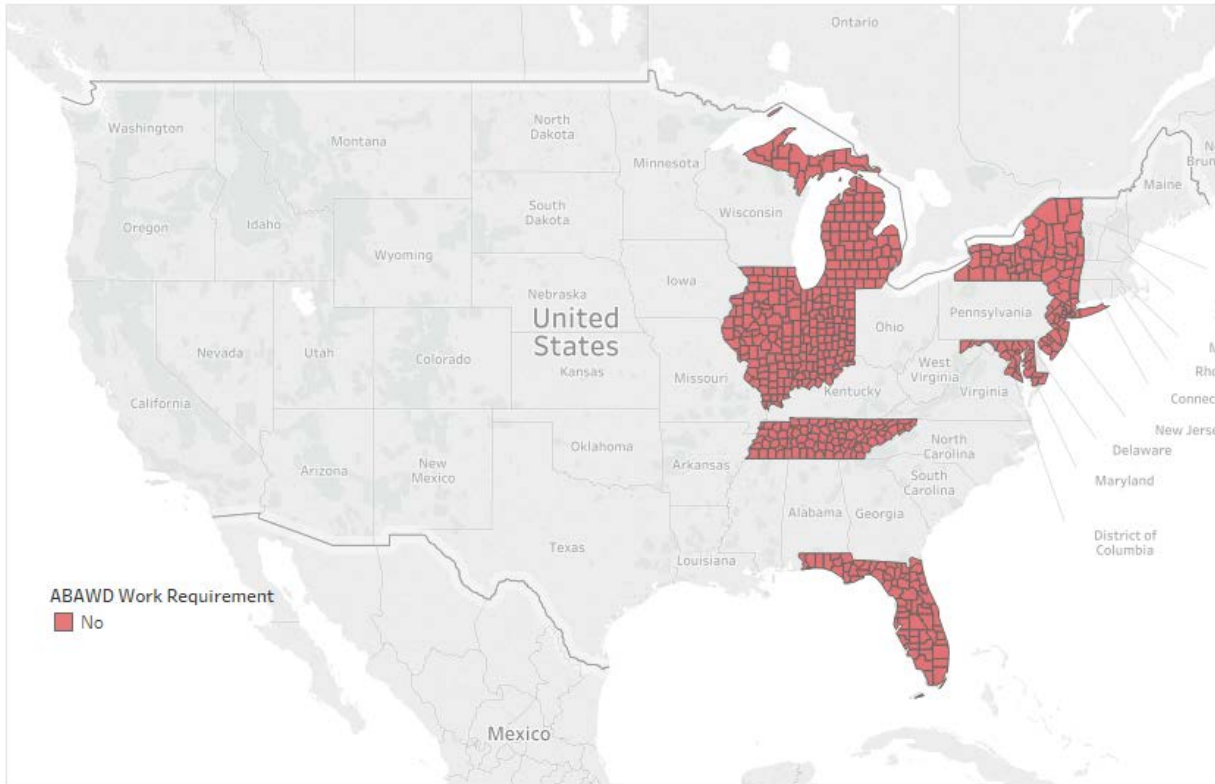 Ontario
Washington
Montana
North
Dakota
Minnesota
Maine
N
Brun
Oregon
Idaho
South
Dakota
Wisconsin
Wyoming
Iowa
Nebraska
Pennsylvania
Nevada
Utah
Colorado
United
States
Kansas
Ohio
West
Virginia
Missouri
Kentucky
Virginia
M
Rho
Connec
California
New Jerse
Delaware
Oklahoma
Arkansas
North
Carolina
Arizona
New
Mexico
South
Carolina
Maryland
Alabama
Georgia
Texas
Louisiana
District of
Columbia
ABAWD Work Requirement
No
Mexico